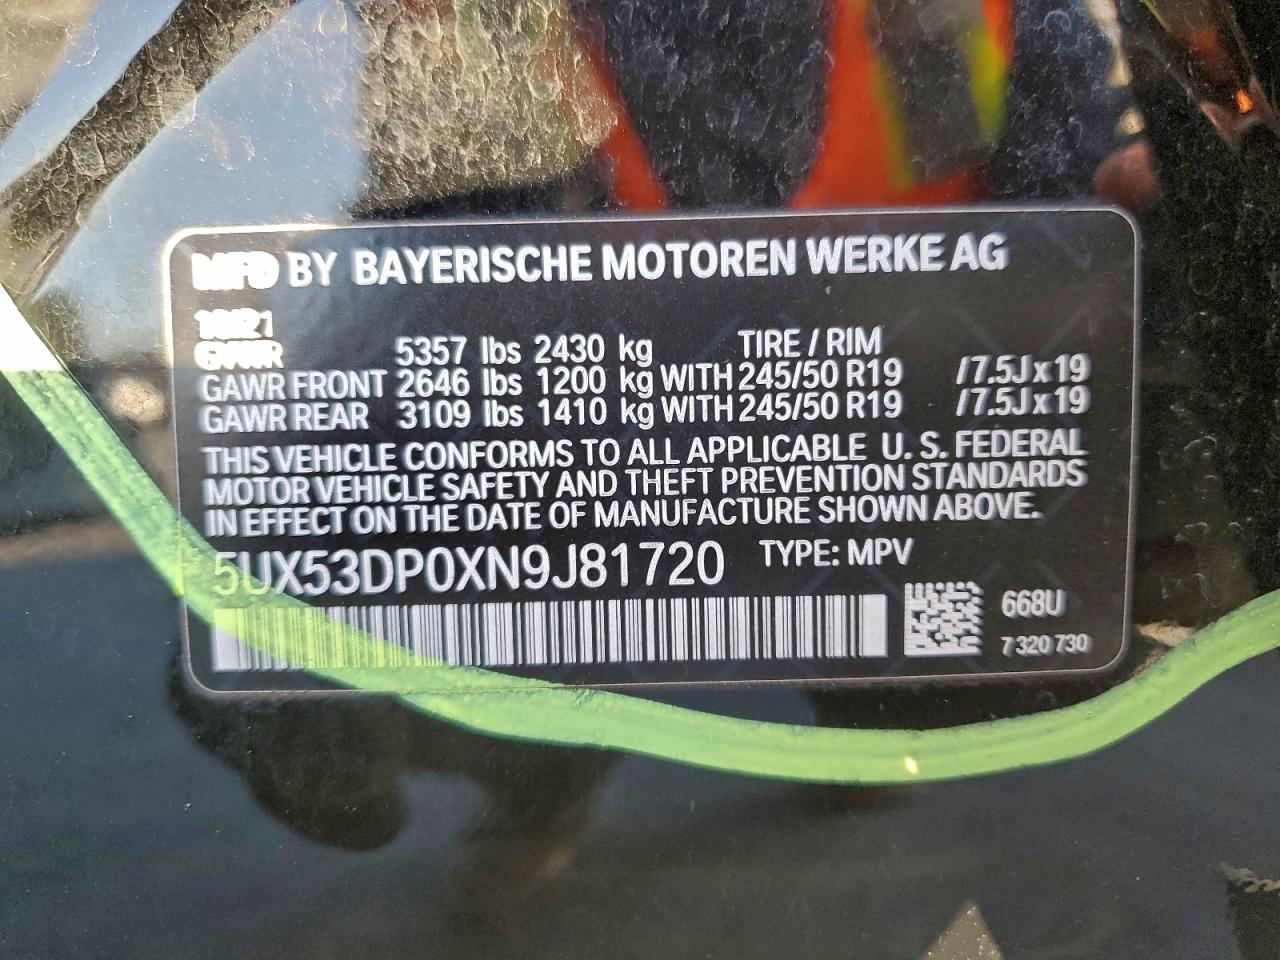 MFD BY BAYERISCHE MOTOREN WERKE AG
10/21
GVWR 5357 lbs 2430 kg TIRE / RIM
GAWR FRONT 2646 lbs 1200 kg WITH 245/50 R19 /7.5J x 19
GAWR REAR 3109 lbs 1410 kg WITH 245/50 R19 /7.5J x 19
THIS VEHICLE CONFORMS TO ALL APPLICABLE U. S. FEDERAL
MOTOR VEHICLE SAFETY AND THEFT PREVENTION STANDARDS
IN EFFECT ON THE DATE OF MANUFACTURE SHOWN ABOVE.
5UX53DP0XN9J81720 TYPE: MPV
668U
7 320 730